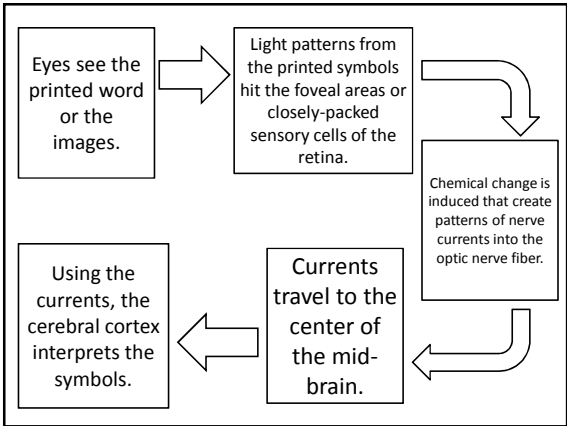 Eyes see the
printed word
or the
images.
Light patterns from
the printed symbols
hit the foveal areas or
closely-packed
sensory cells of the
retina.
Chemical change is
induced that create
patterns of nerve
currents into the
optic nerve fiber.
Currents
travel to the
center of
the mid-
brain.
Using the
currents, the
cerebral cortex
interprets the
symbols.